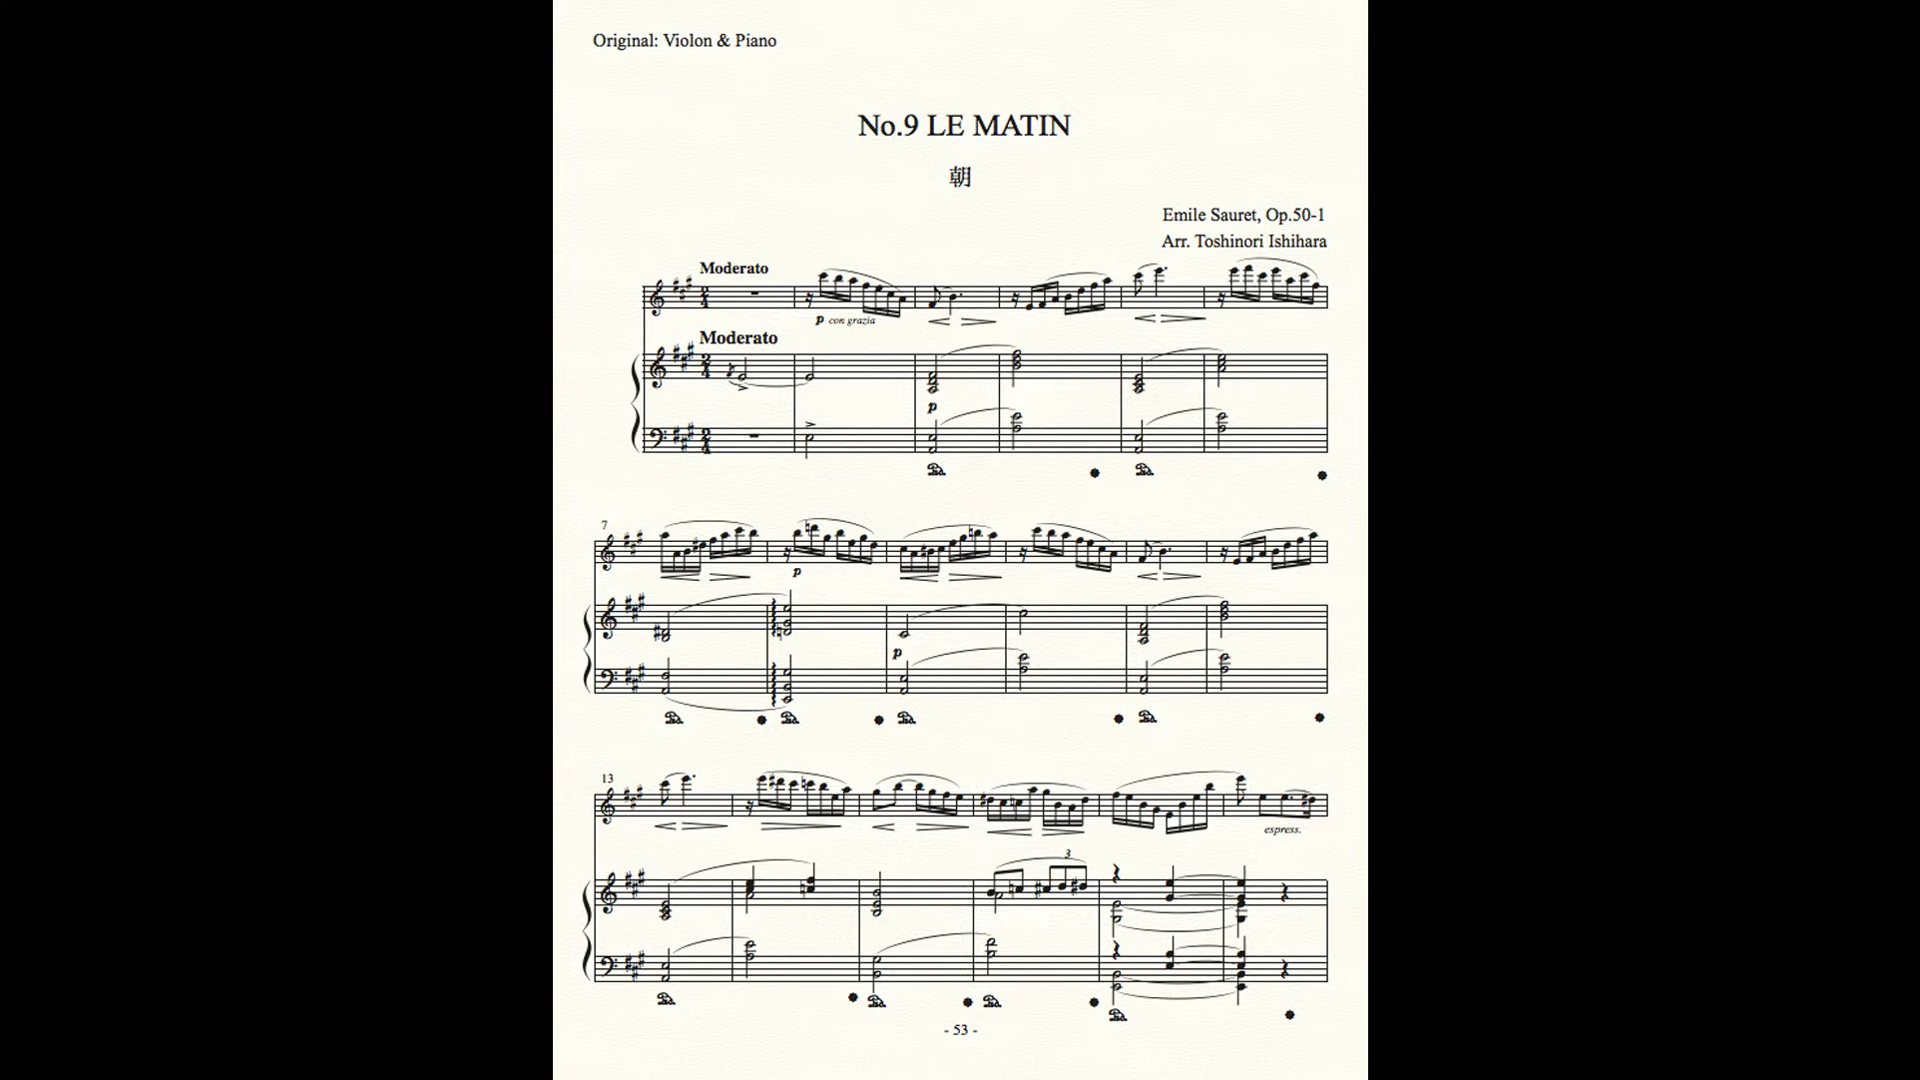 Original: Violon & Piano
No.9 LE MATIN
朝
Emile Sauret, Op.50-1
Arr. Toshinori Ishihara
Moderato
p con grazia
Moderato
p
7
p
p
13
espress.
3
- 53 -